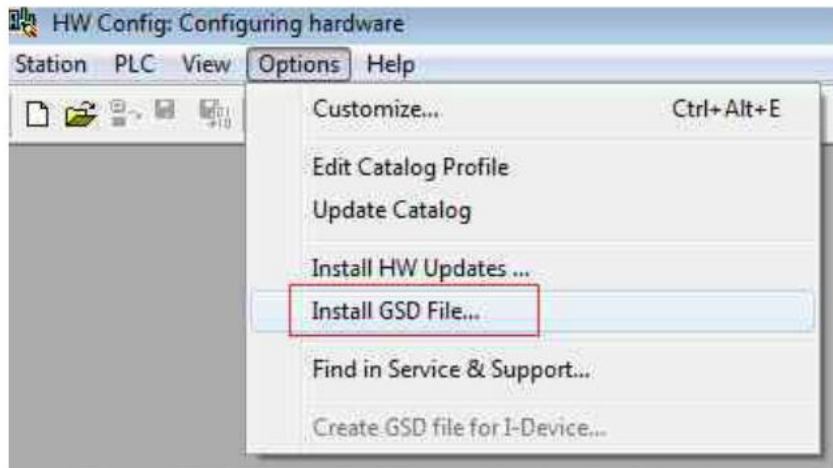 HW Config: Configuring hardware
Station PLC View Options Help
Customize... Ctrl+Alt+E
Edit Catalog Profile
Update Catalog
Install HW Updates ...
Install GSD File...
Find in Service & Support...
Create GSD file for I-Device...